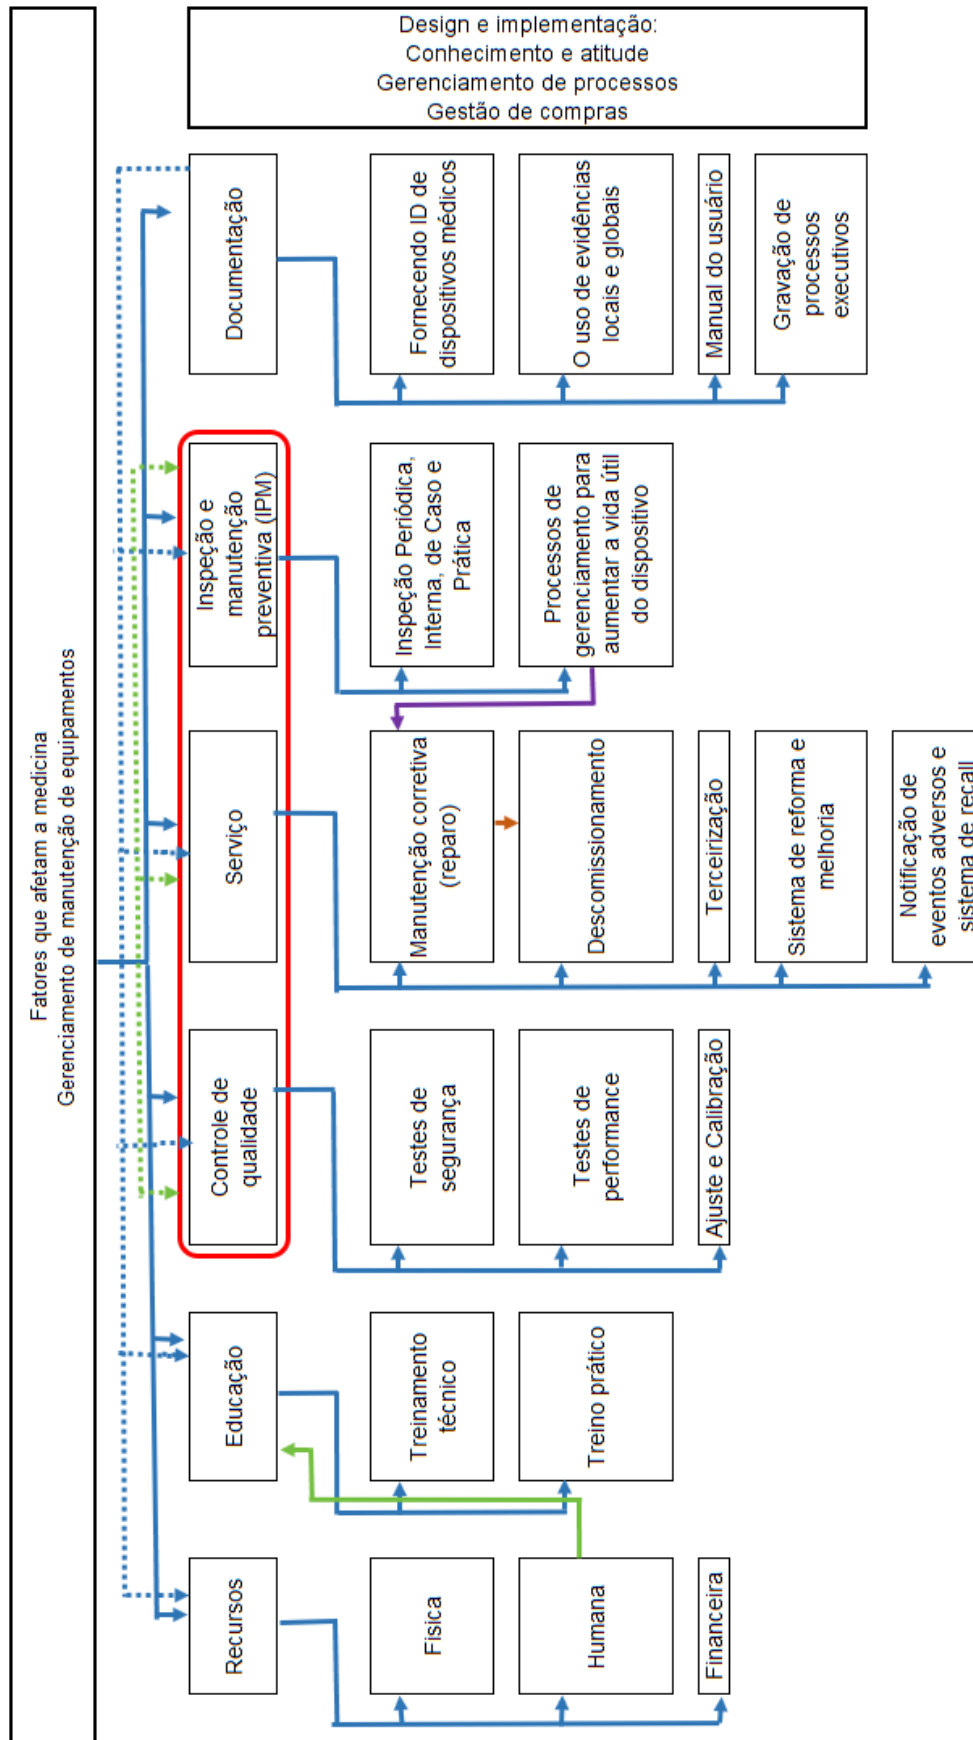 Fatores que afetam a medicina
Gerenciamento de manutenção de equipamentos
Recursos
Física
Humana
Financeira
Educação
Treinamento
técnico
Treino prático
Controle de
qualidade
Testes de
segurança
Testes de
performance
Ajuste e Calibração
Serviço
Manutenção corretiva
(reparo)
Descomissionamento
Terceirização
Sistema de reforma e
melhoria
Notificação de
eventos adversos e
sistema de recall
Inspeção e
manutenção
preventiva (IPM)
Inspeção Periódica,
Interna, de Caso e
Prática
Processos de
gerenciamento para
aumentar a vida útil
do dispositivo
Documentação
Fornecendo ID de
dispositivos médicos
O uso de evidências
locais e globais
Manual do usuário
Gravação de
processos
executivos
Design e implementação:
Conhecimento e atitude
Gerenciamento de processos
Gestão de compras